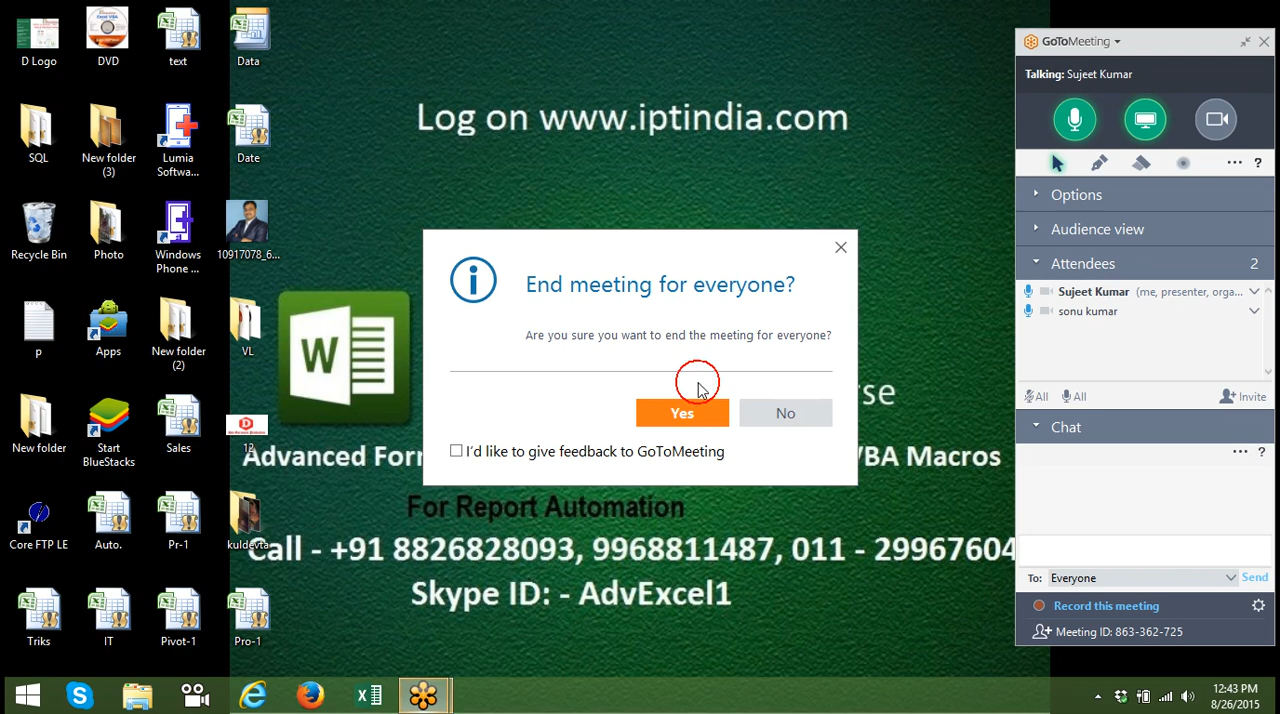 D Logo
DVD
text
Data
SQL
New folder
(3)
Lumia
Softwa...
Date
Recycle Bin
Photo
Windows
Phone ...
10917078_6...
p
Apps
New folder
(2)
VL
New folder
Start
BlueStacks
Sales
12
Core FTP LE
Auto.
Pr-1
kuldevta
Triks
IT
Pivot-1
Pro-1
Log on www.iptindia.com
se
Advanced For
VBA Macros
For Report Automation
Call - +91 8826828093, 9968811487, 011 - 29967604
Skype ID: - AdvExcel1
End meeting for everyone?
Are you sure you want to end the meeting for everyone?
Yes
No
I'd like to give feedback to GoToMeeting
GoToMeeting
Talking: Sujeet Kumar
Options
Audience view
Attendees 2
Sujeet Kumar (me, presenter, orga...
sonu kumar
All All Invite
Chat
To: Everyone Send
Record this meeting
Meeting ID: 863-362-725
12:43 PM
8/26/2015